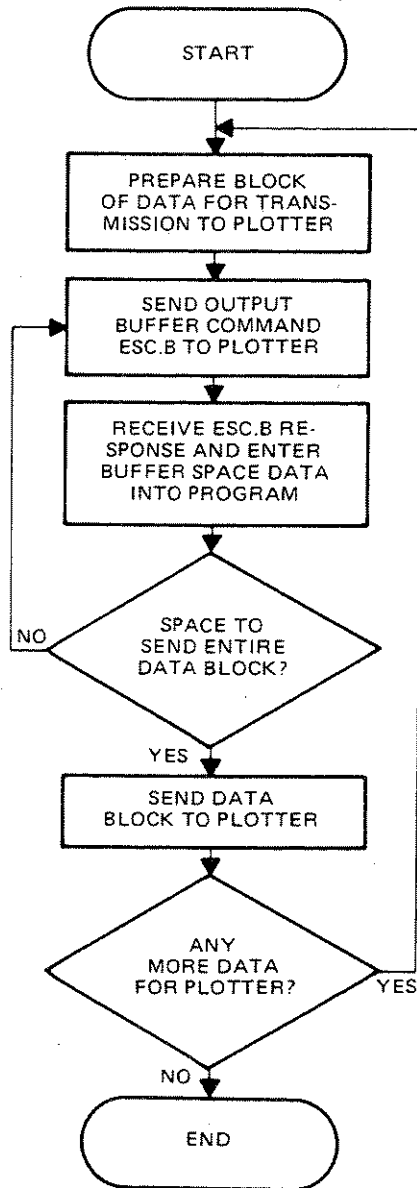 START
PREPARE BLOCK
OF DATA FOR TRANS-
MISSION TO PLOTTER
SEND OUTPUT
BUFFER COMMAND
ESC.B TO PLOTTER
RECEIVE ESC.B RE-
SPONSE AND ENTER
BUFFER SPACE DATA
INTO PROGRAM
NO
SPACE TO
SEND ENTIRE
DATA BLOCK?
YES
SEND DATA
BLOCK TO PLOTTER
ANY
MORE DATA
FOR PLOTTER?
YES
NO
END